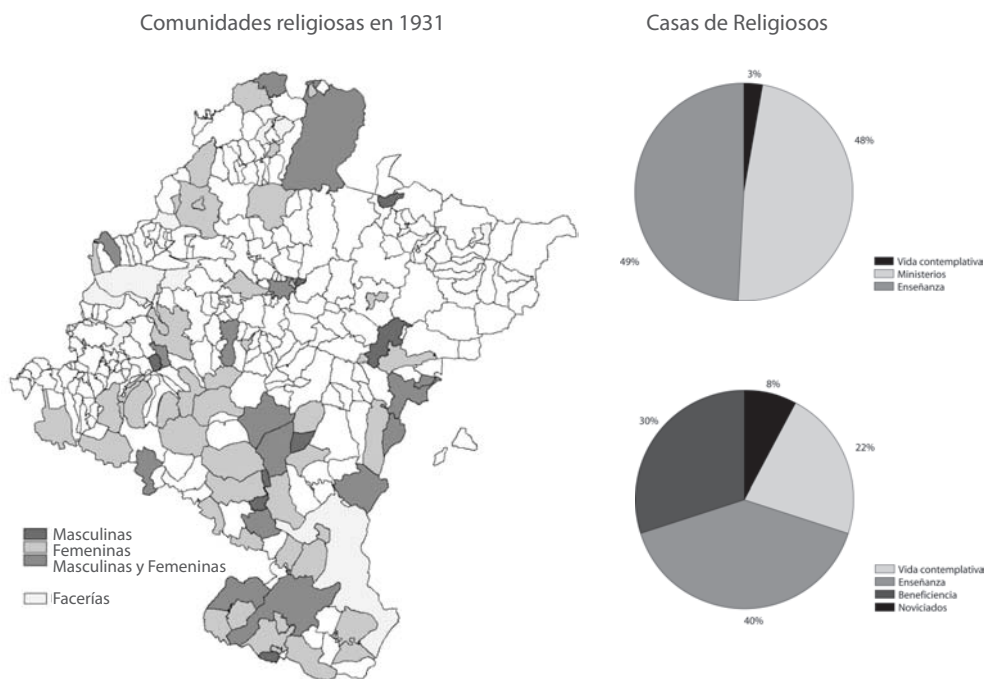 Comunidades religiosas en 1931
Masculinas
Femeninas
Masculinas y Femeninas
Facerías
Casas de Religiosos
3%
48%
49%
Vida contemplativa
Ministerios
Enseñanza
8%
30%
22%
40%
Vida contemplativa
Enseñanza
Beneficiencia
Noviciados